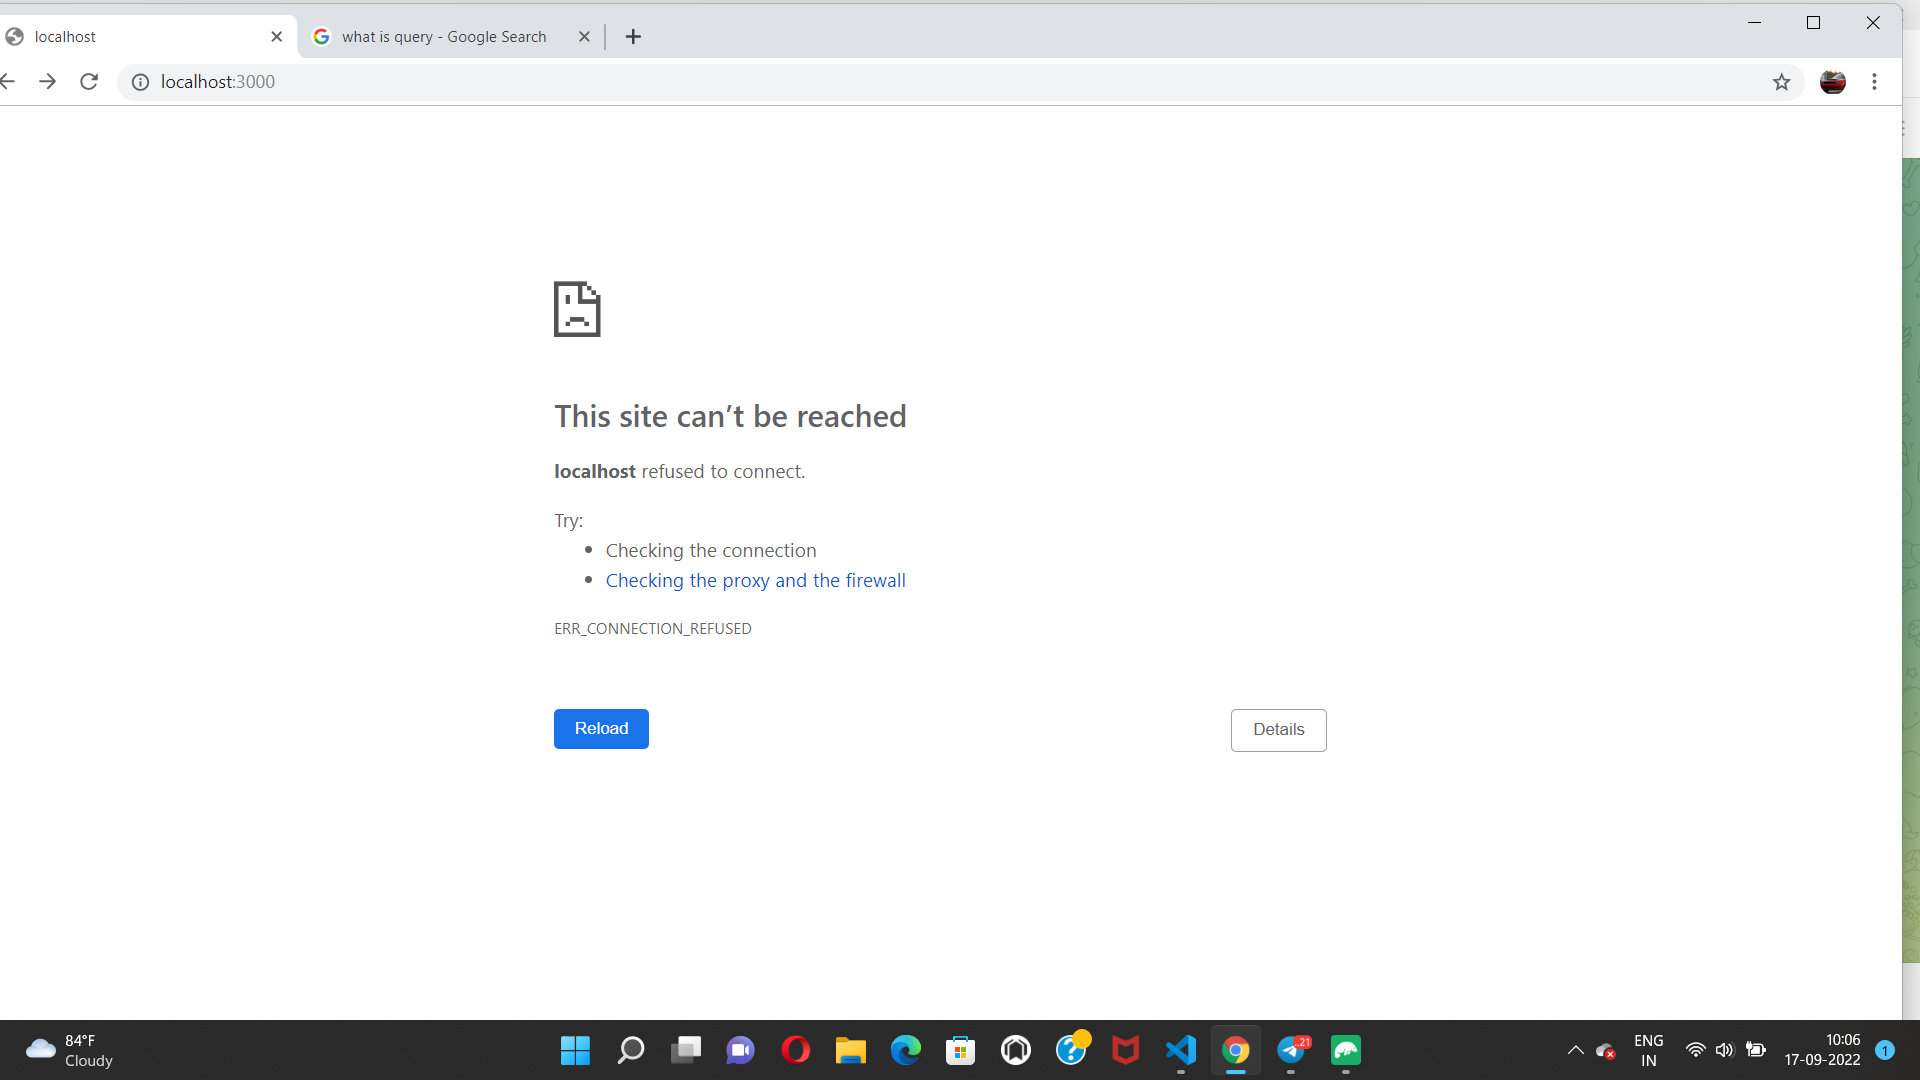 localhost
what is query - Google Search
localhost:3000
This site can’t be reached
localhost refused to connect.
Try:
Checking the connection
Checking the proxy and the firewall
ERR_CONNECTION_REFUSED
Reload
Details
84°F
Cloudy
21
ENG
IN
10:06
17-09-2022
1